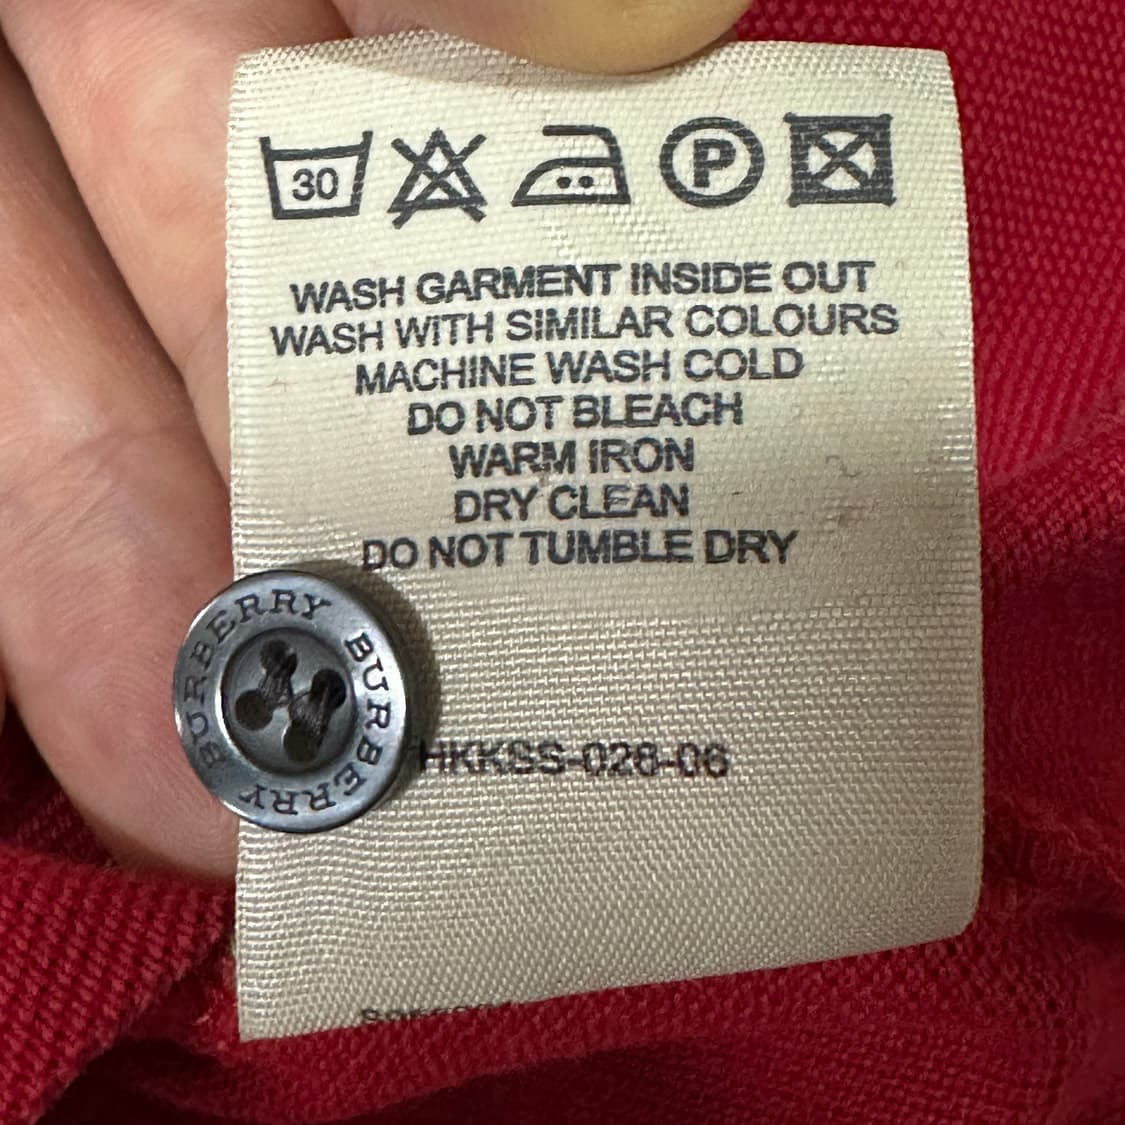 30 P
WASH GARMENT INSIDE OUT
WASH WITH SIMILAR COLOURS
MACHINE WASH COLD
DO NOT BLEACH
WARM IRON
DRY CLEAN
DO NOT TUMBLE DRY
BURBERRY BURBERRY
HKKSS-028-06